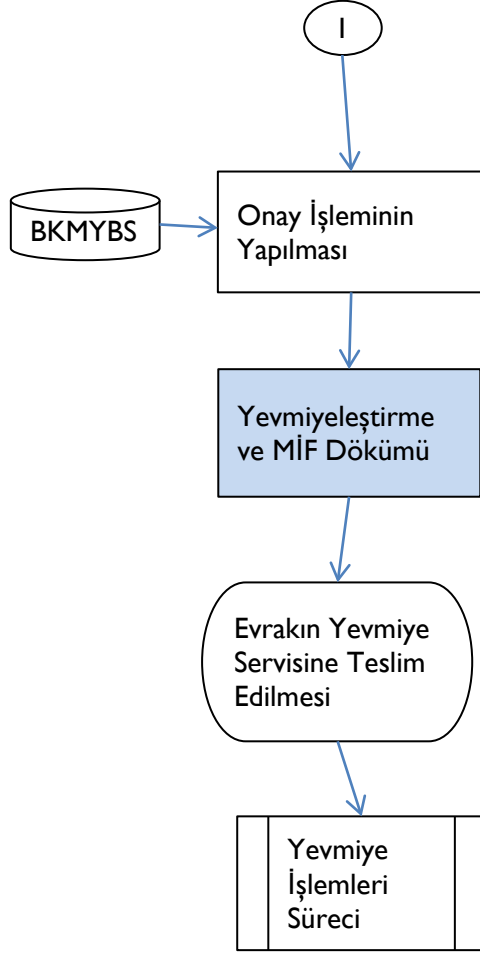 I
BKMYBS
Onay İşleminin
Yapılması
Yevmiyeleştirme
ve MİF Dökümü
Evrakın Yevmiye
Servisine Teslim
Edilmesi
Yevmiye
İşlemleri
Süreci